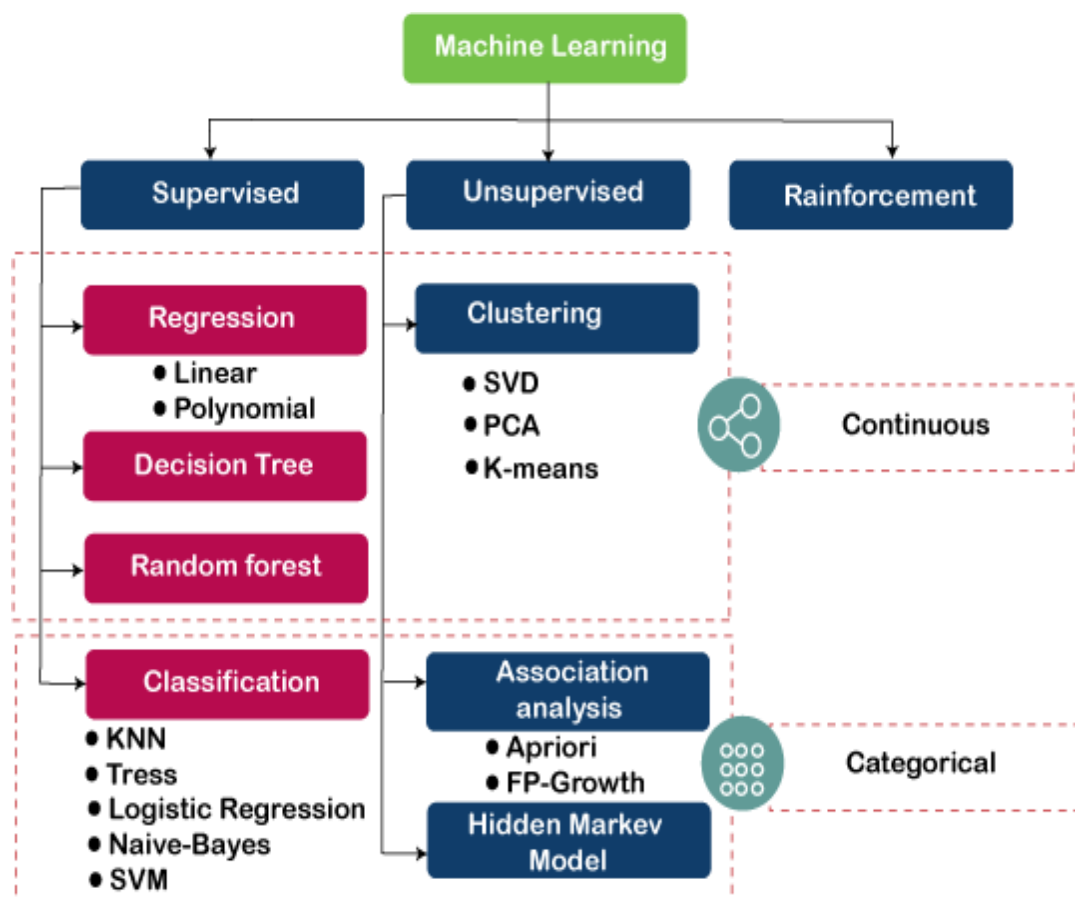 Machine Learning
Supervised
Unsupervised
Rainforcement
Regression
• Linear
• Polynomial
Decision Tree
Random forest
Clustering
• SVD
• PCA
• K-means
Continuous
Classification
• KNN
• Tress
• Logistic Regression
• Naive-Bayes
• SVM
Association
analysis
• Apriori
• FP-Growth
Hidden Markev
Model
Categorical